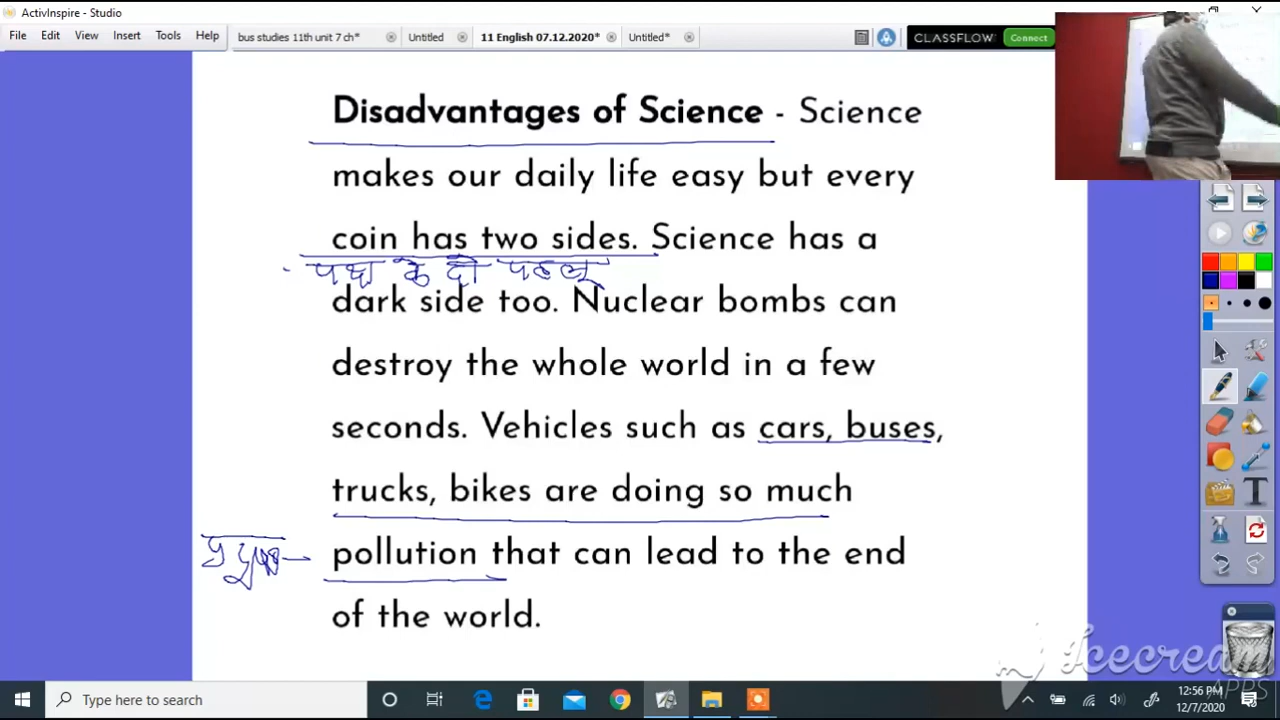 ActivInspire - Studio
File Edit View Insert Tools Help
bus studies 11th unit 7 ch* Untitled 11 English 07.12.2020* Untitled*
CLASSFLOW Connect
Disadvantages of Science - Science
makes our daily life easy but every
coin has two sides. Science has a
पक्ष के दो पहलू
dark side too. Nuclear bombs can
destroy the whole world in a few
seconds. Vehicles such as cars, buses,
trucks, bikes are doing so much
pollution that can lead to the end
of the world.
Icecream
APPS
Type here to search
12:56 PM
12/7/2020